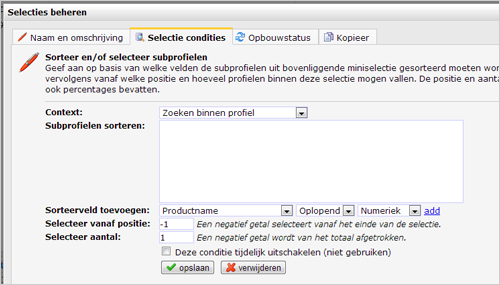 Selecties beheren
Naam en omschrijving
Selectie condities
Opbouwstatus
Kopieer
Sorteer en/of selecteer subprofielen
Geef aan op basis van welke velden de subprofielen uit bovenliggende miniselectie gesorteerd moeten wor
vervolgens vanaf welke positie en hoeveel profielen binnen deze selectie mogen vallen. De positie en aanta
ook percentages bevatten.
Context: Zoeken binnen profiel
Subprofielen sorteren:
Sorteerveld toevoegen: Productname Oplopend Numeriek add
Selecteer vanaf positie: -1 Een negatief getal selecteert vanaf het einde van de selectie.
Selecteer aantal: 1 Een negatief getal wordt van het totaal afgetrokken.
Deze conditie tijdelijk uitschakelen (niet gebruiken)
opslaan verwijderen